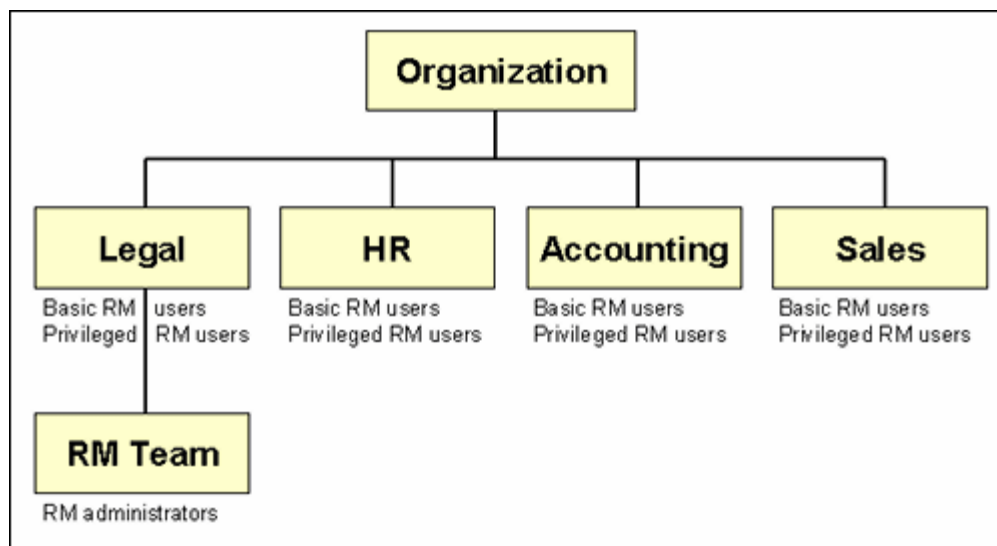 Organization
Legal
HR
Accounting
Sales
Basic RM users
Privileged RM users
Basic RM users
Privileged RM users
Basic RM users
Privileged RM users
Basic RM users
Privileged RM users
RM Team
RM administrators